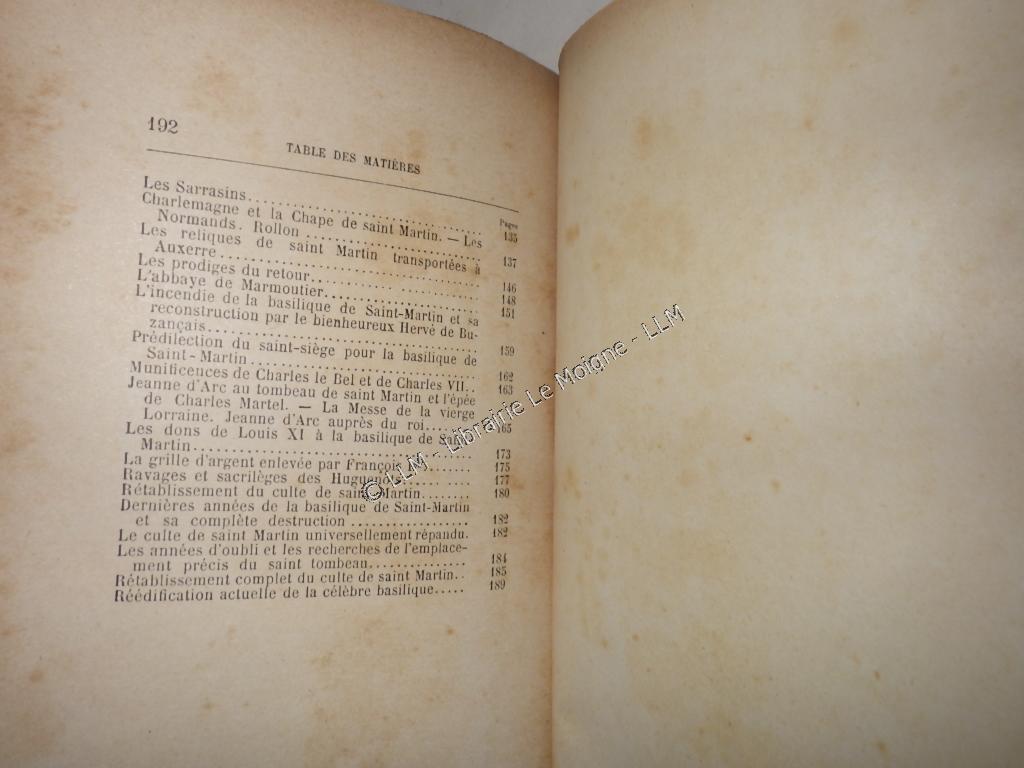 192
TABLE DES MATIÈRES
Pages
Les Sarrasins........................................ 135
Charlemagne et la Chape de saint Martin. — Les
Normands. Rollon .............................. 137
Les reliques de saint Martin transportées à
Auxerre........................................ 146
Les prodiges du retour........................ 148
L'abbaye de Marmoutier........................ 151
L'incendie de la basilique de Saint-Martin et sa
reconstruction par le bienheureux Hervé de Bu-
zançais........................................ 159
Prédilection du saint-siège pour la basilique de
Saint-Martin.................................. 162
Munificences de Charles le Bel et de Charles VII.. 163
Jeanne d'Arc au tombeau de saint Martin et l'épée
de Charles Martel. — La Messe de la vierge
Lorraine. Jeanne d'Arc auprès du roi........ 165
Les dons de Louis XI à la basilique de Saint-
Martin........................................ 173
La grille d'argent enlevée par François ........ 175
Ravages et sacrilèges des Huguenots........ 177
Rétablissement du culte de saint Martin........ 180
Dernières années de la basilique de Saint-Martin
et sa complète destruction .................. 182
Le culte de saint Martin universellement répandu. 182
Les années d'oubli et les recherches de l'emplace-
ment précis du saint tombeau............... 184
Rétablissement complet du culte de saint Martin.. 185
Réédification actuelle de la célèbre basilique..... 189
© LLM - Librairie Le Moigne - LLM